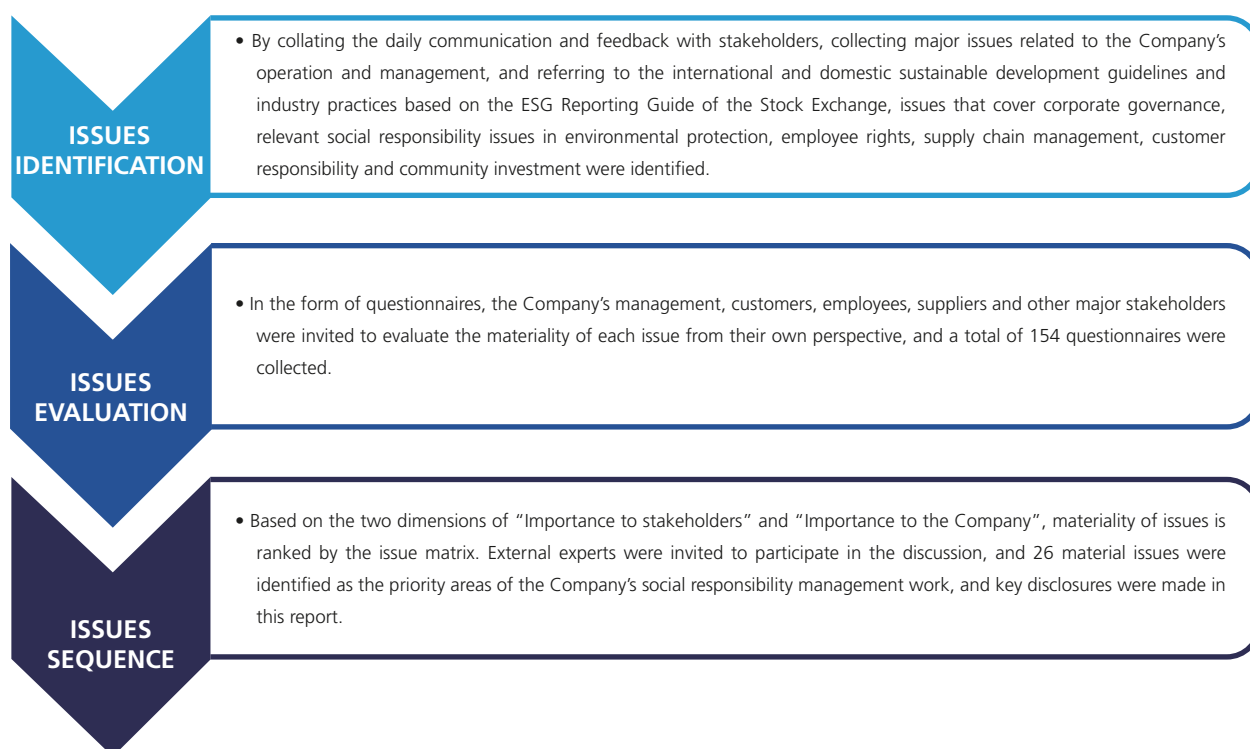 ISSUES
IDENTIFICATION
• By collating the daily communication and feedback with stakeholders, collecting major issues related to the Company’s
operation and management, and referring to the international and domestic sustainable development guidelines and
industry practices based on the ESG Reporting Guide of the Stock Exchange, issues that cover corporate governance,
relevant social responsibility issues in environmental protection, employee rights, supply chain management, customer
responsibility and community investment were identified.
ISSUES
EVALUATION
• In the form of questionnaires, the Company’s management, customers, employees, suppliers and other major stakeholders
were invited to evaluate the materiality of each issue from their own perspective, and a total of 154 questionnaires were
collected.
ISSUES
SEQUENCE
• Based on the two dimensions of “Importance to stakeholders” and “Importance to the Company”, materiality of issues is
ranked by the issue matrix. External experts were invited to participate in the discussion, and 26 material issues were
identified as the priority areas of the Company’s social responsibility management work, and key disclosures were made in
this report.